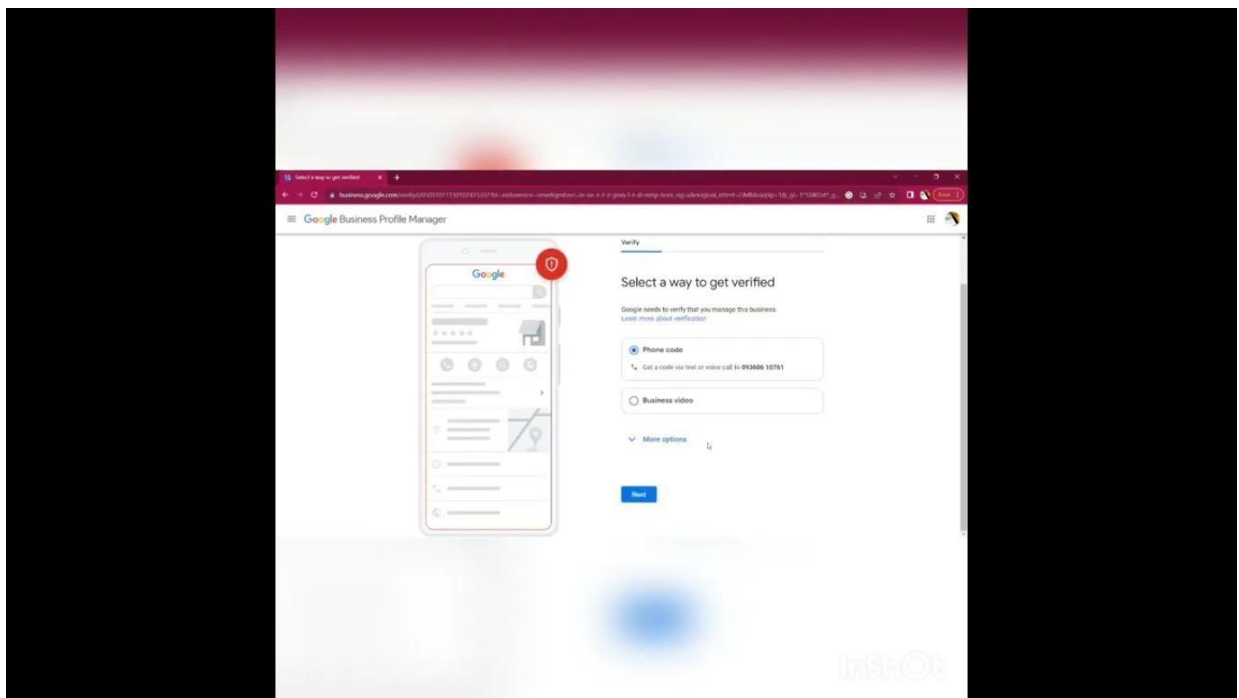 Select a way to get verified
Google Business Profile Manager
Google
Verify
Select a way to get verified
Google needs to verify that you manage this business.
Learn more about verification
Phone code
Get a code via text or voice call to 093606 10761
Business video
More options
Next
InShOt